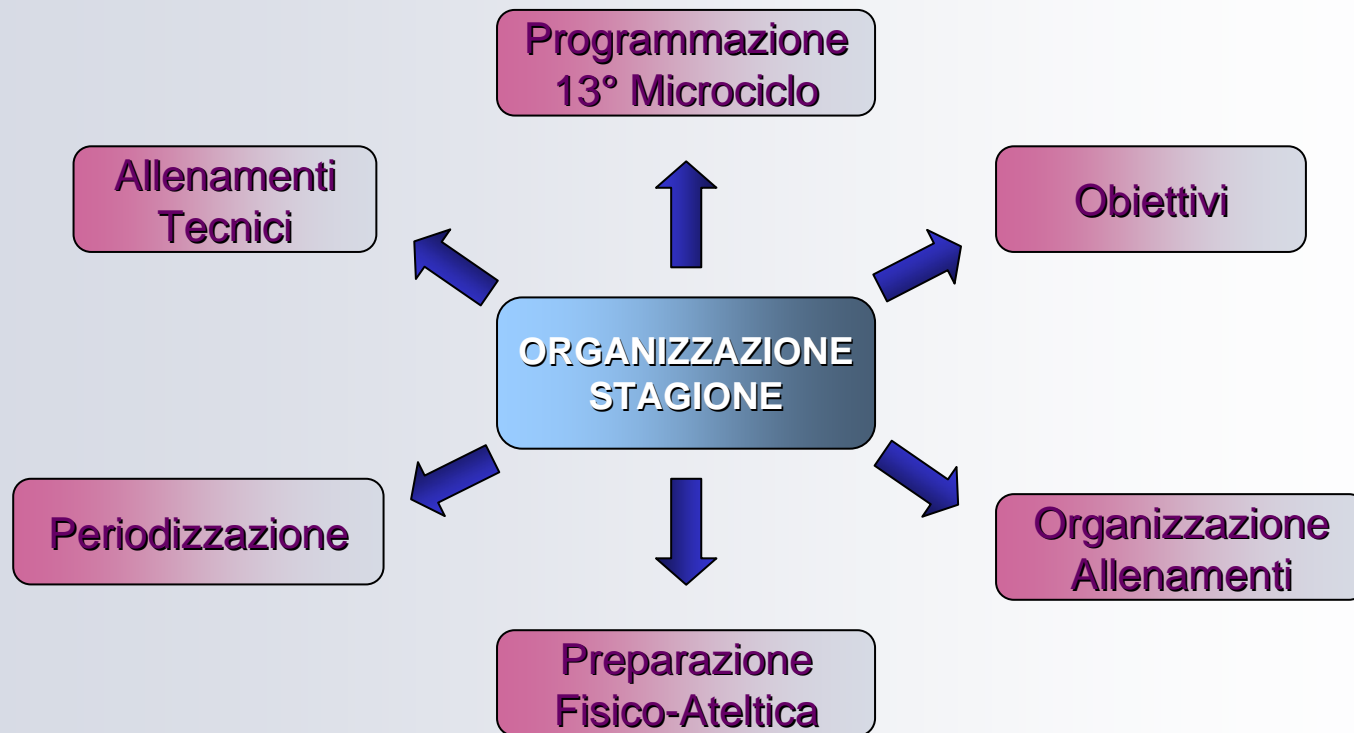 Programmazione
13° Microciclo
Allenamenti
Tecnici
Obiettivi
ORGANIZZAZIONE
STAGIONE
Periodizzazione
Organizzazione
Allenamenti
Preparazione
Fisico-Ateltica